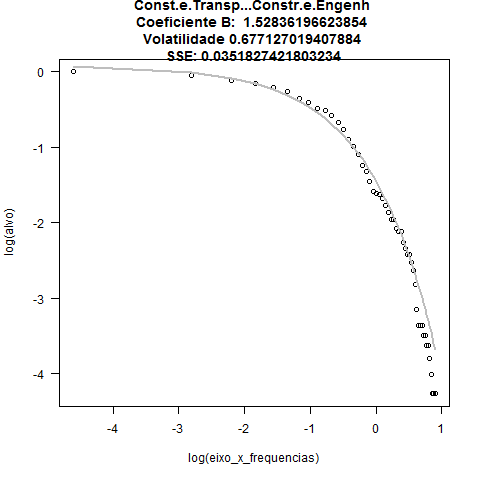 Const.e.Transp...Constr.e.Engenh
Coeficiente B:  1.52836196623854
Volatilidade 0.677127019407884
SSE: 0.0351827421803234
0
-1
-2
-3
-4
log(alvo)
-4 -3 -2 -1 0 1
log(eixo_x_frequencias)